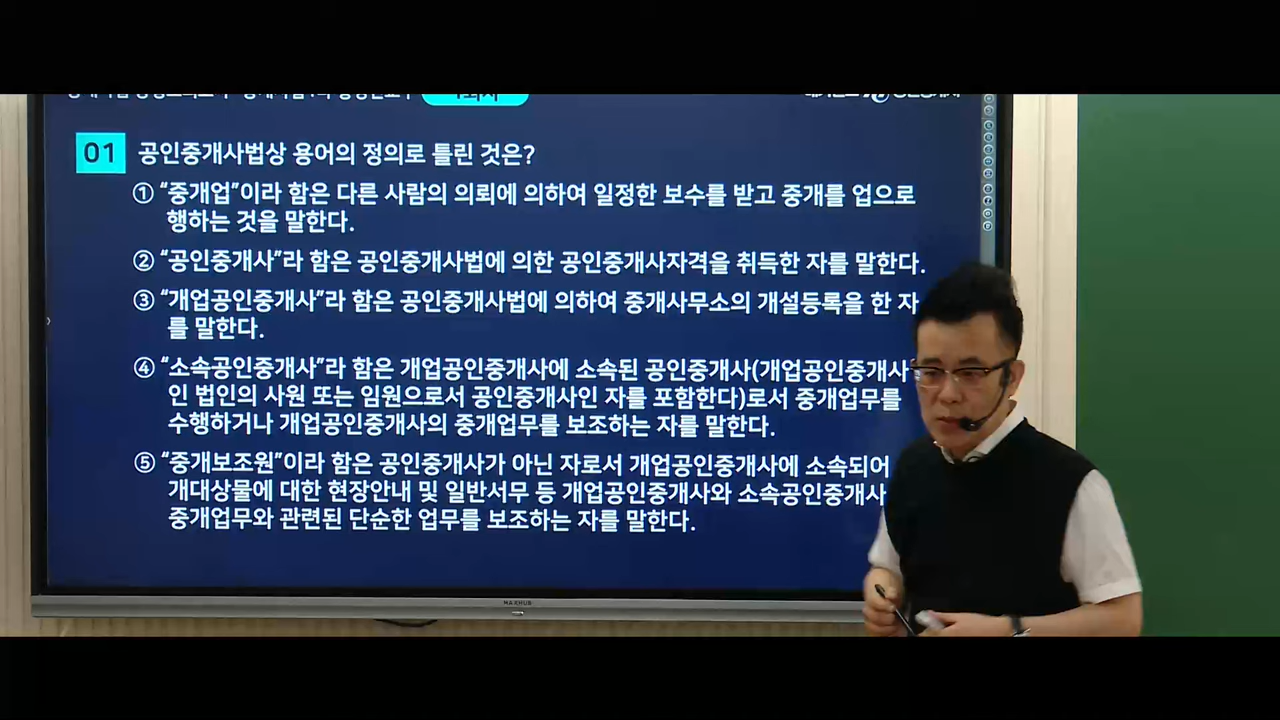 01 공인중개사법상 용어의 정의로 틀린 것은?
① “중개업”이라 함은 다른 사람의 의뢰에 의하여 일정한 보수를 받고 중개를 업으로
행하는 것을 말한다.
② “공인중개사”라 함은 공인중개사법에 의한 공인중개사자격을 취득한 자를 말한다.
③ “개업공인중개사”라 함은 공인중개사법에 의하여 중개사무소의 개설등록을 한 자
를 말한다.
④ “소속공인중개사”라 함은 개업공인중개사에 소속된 공인중개사(개업공인중개사
인 법인의 사원 또는 임원으로서 공인중개사인 자를 포함한다)로서 중개업무를
수행하거나 개업공인중개사의 중개업무를 보조하는 자를 말한다.
⑤ “중개보조원”이라 함은 공인중개사가 아닌 자로서 개업공인중개사에 소속되어
개대상물에 대한 현장안내 및 일반서무 등 개업공인중개사와 소속공인중개사
중개업무와 관련된 단순한 업무를 보조하는 자를 말한다.
MAXHUB